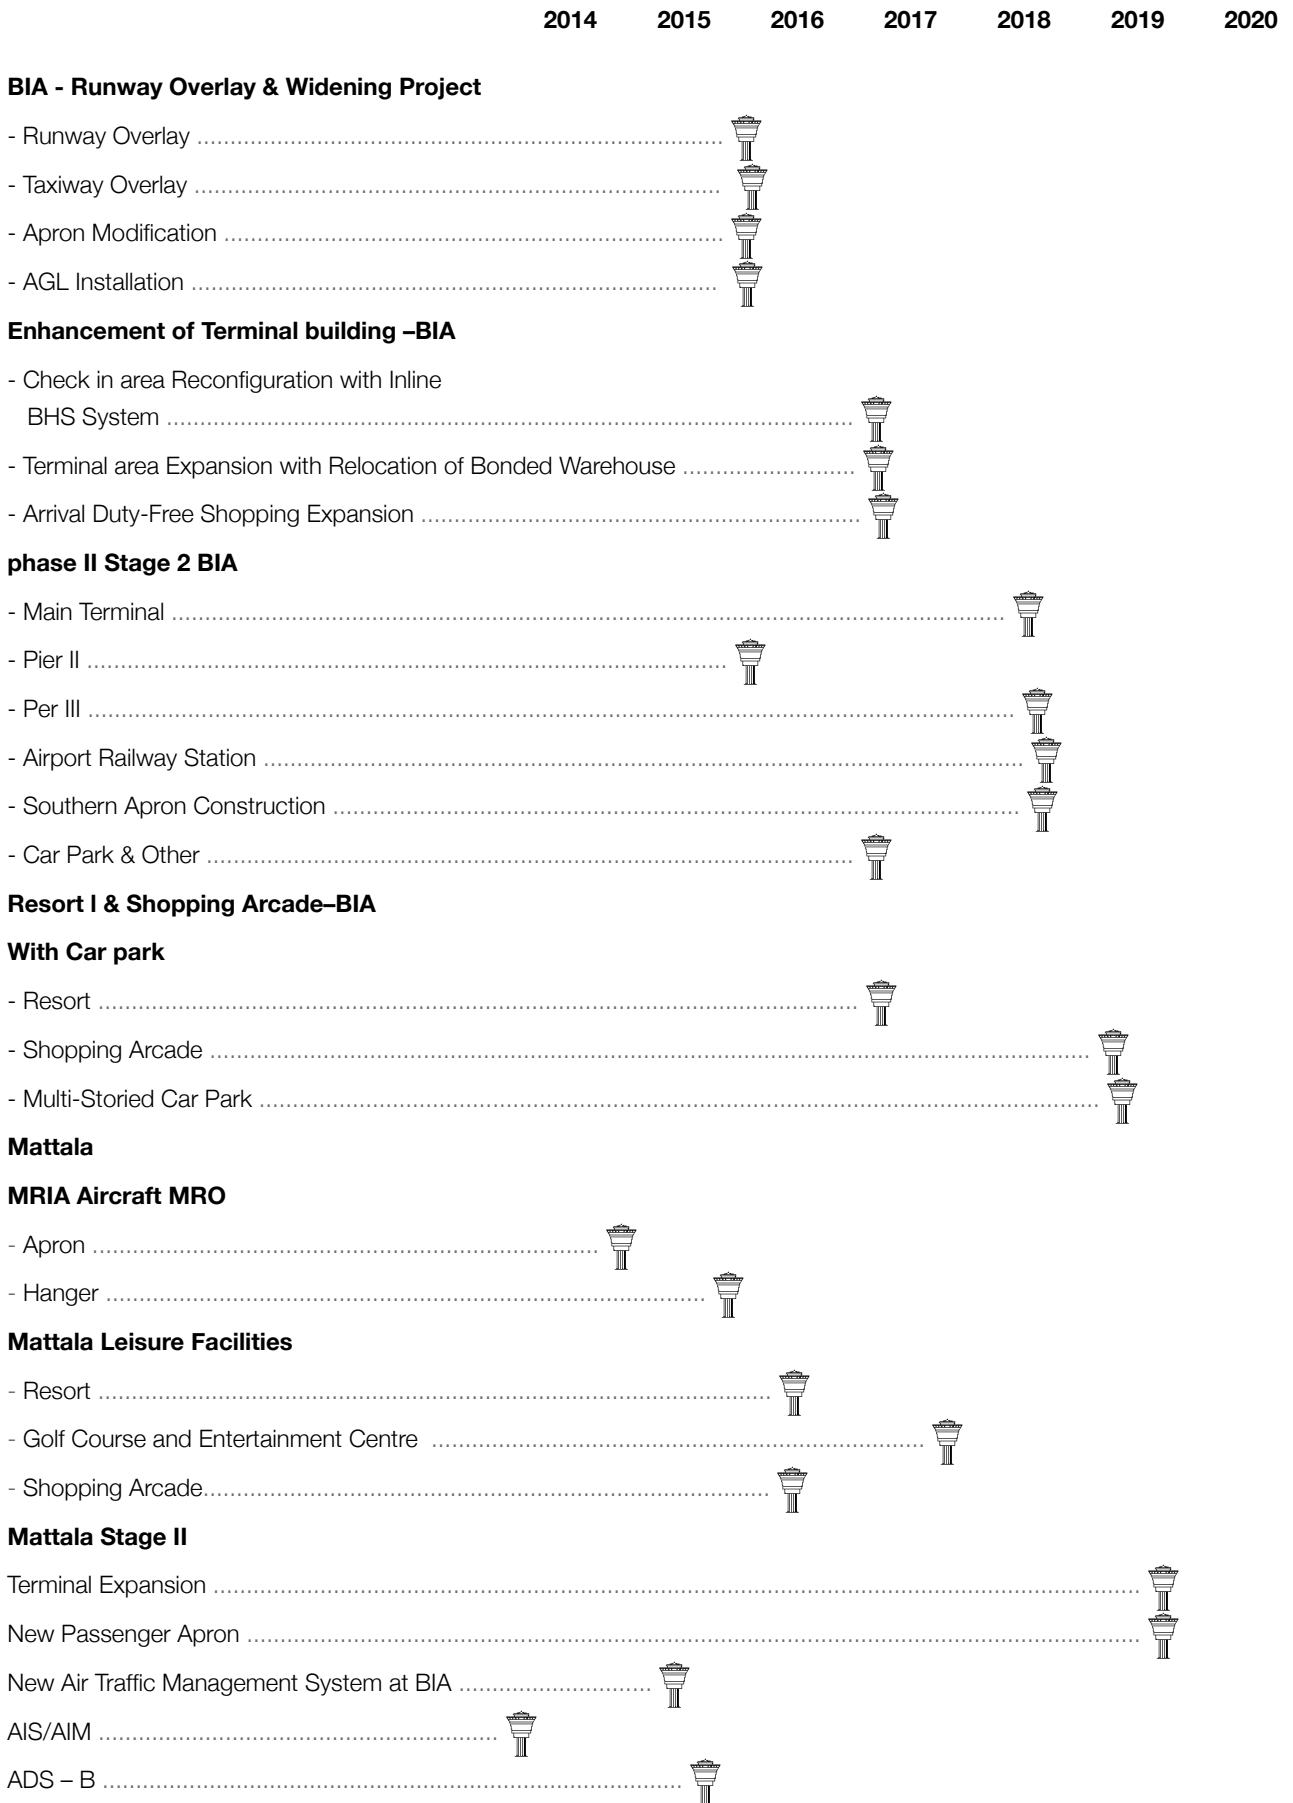 2014 2015 2016 2017 2018 2019 2020
BIA - Runway Overlay & Widening Project
- Runway Overlay
- Taxiway Overlay
- Apron Modification
- AGL Installation
Enhancement of Terminal building –BIA
- Check in area Reconfiguration with Inline
BHS System
- Terminal area Expansion with Relocation of Bonded Warehouse
- Arrival Duty-Free Shopping Expansion
phase II Stage 2 BIA
- Main Terminal
- Pier II
- Per III
- Airport Railway Station
- Southern Apron Construction
- Car Park & Other
Resort I & Shopping Arcade–BIA
With Car park
- Resort
- Shopping Arcade
- Multi-Storied Car Park
Mattala
MRIA Aircraft MRO
- Apron
- Hanger
Mattala Leisure Facilities
- Resort
- Golf Course and Entertainment Centre
- Shopping Arcade
Mattala Stage II
Terminal Expansion
New Passenger Apron
New Air Traffic Management System at BIA
AIS/AIM
ADS – B